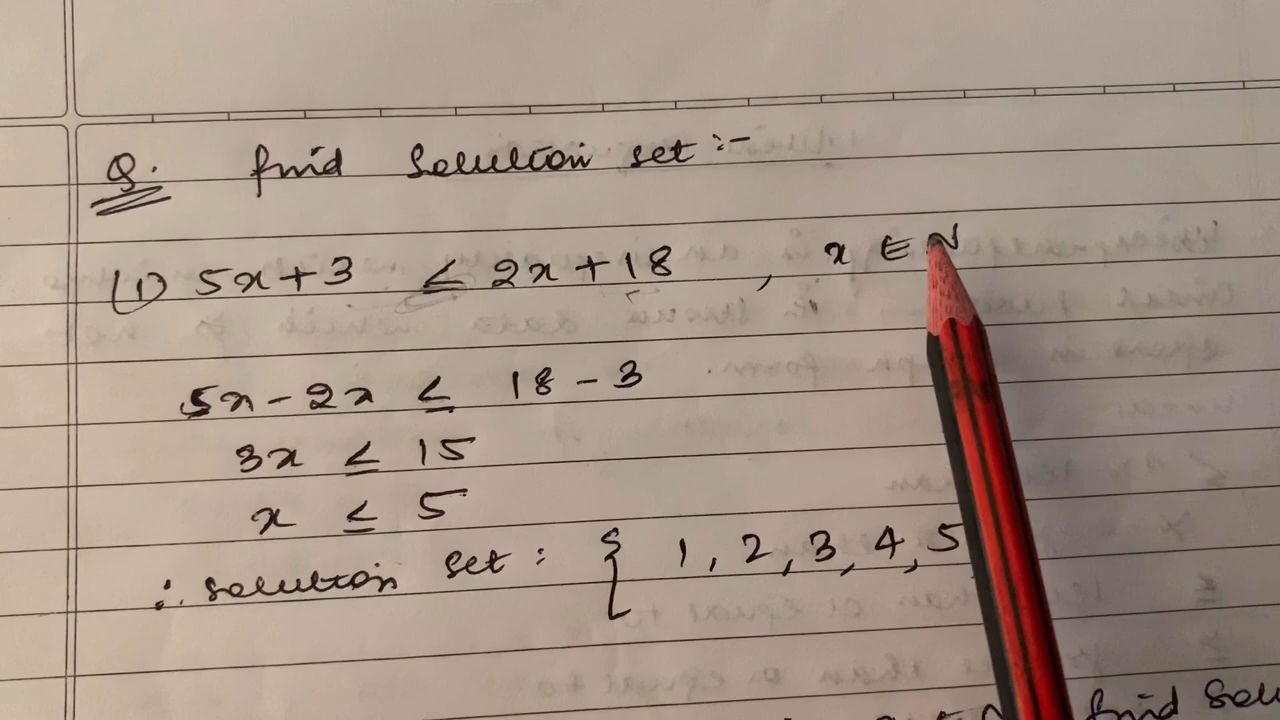 Q. find Solution set :-
(1) 5x+3 ≤ 2x+18 , x ∈ N
5x - 2x ≤ 18 - 3
3x ≤ 15
x ≤ 5
∴ solution set : { 1, 2, 3, 4, 5
find Solu